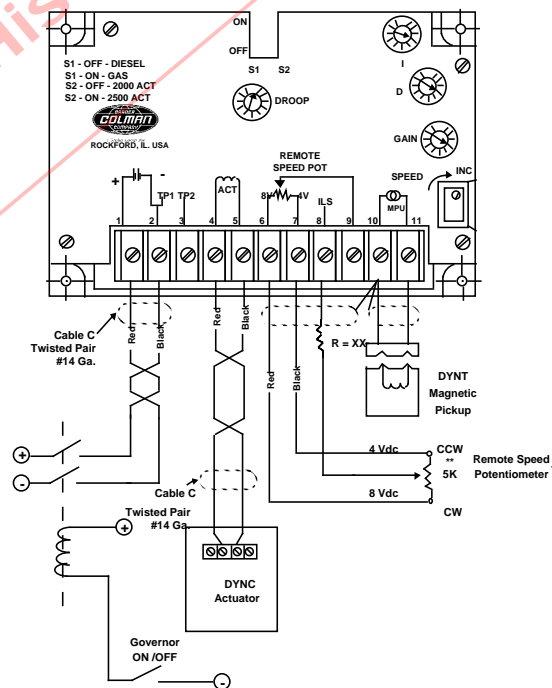 His
ON
OFF
S1 S2
S1 - OFF - DIESEL
S1 - ON - GAS
S2 - OFF - 2000 ACT
S2 - ON - 2500 ACT
BARBER
COLMAN
COMPANY
ROCKFORD, IL. USA
DROOP
I
D
GAIN
REMOTE
SPEED POT
SPEED
INC
+ -
TP1 TP2
ACT
8V 4V
ILS
MPU
1 2 3 4 5 6 7 8 9 10 11
Cable C
Twisted Pair
#14 Ga.
Red
Black
Red
Black
Red
Black
R = XX
DYNT
Magnetic
Pickup
4 Vdc
CCW
**
5K
Remote Speed
Potentiometer
8 Vdc
CW
+
-
Cable C
Twisted Pair
#14 Ga.
+
DYNC
Actuator
Governor
ON /OFF
-